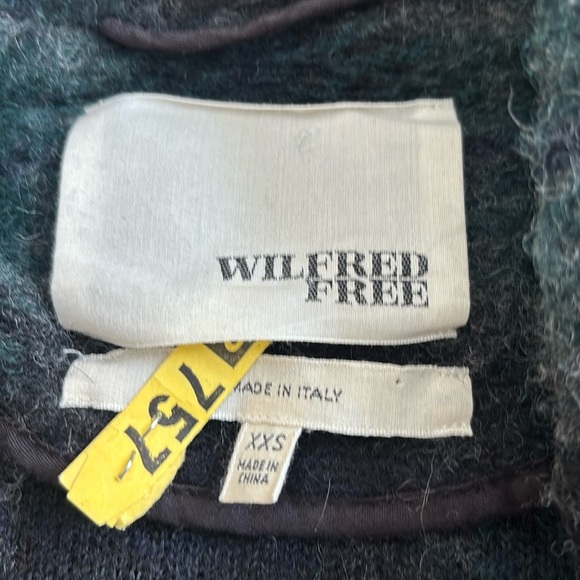 WILFRED
FREE
MADE IN ITALY
757
XXS
MADE IN
CHINA